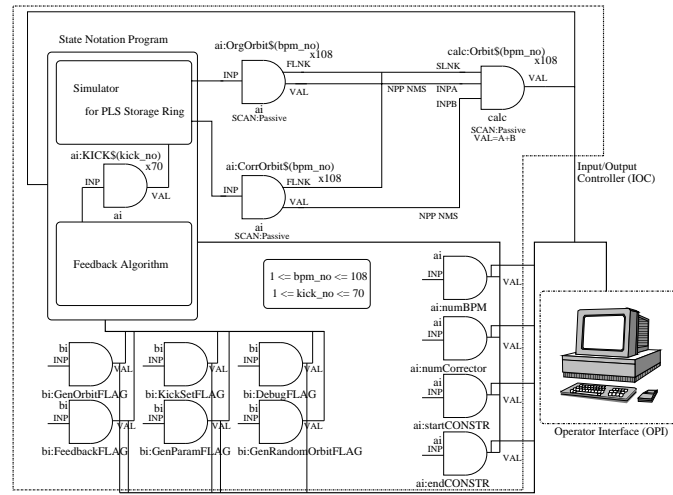 State Notation Program
Simulator
for PLS Storage Ring
ai:KICK$(kick_no)
x70
INP
VAL
ai
Feedback Algorithm
ai:OrgOrbit$(bpm_no)
x108
FLNK
INP
VAL
ai
SCAN:Passive
NPP NMS
calc:Orbit$(bpm_no)
x108
SLNK
VAL
INPA
INPB
calc
SCAN:Passive
VAL=A+B
ai:CorrOrbit$(bpm_no)
x108
FLNK
INP
VAL
ai
SCAN:Passive
NPP NMS
Input/Output
Controller (IOC)
1 <= bpm_no <= 108
1 <= kick_no <= 70
ai
INP
VAL
ai:numBPM
ai
INP
VAL
ai:numCorrector
ai
INP
VAL
ai:startCONSTR
ai
INP
VAL
ai:endCONSTR
bi
INP
VAL
bi:GenOrbitFLAG
bi
INP
VAL
bi:KickSetFLAG
bi
INP
VAL
bi:DebugFLAG
bi
INP
VAL
bi:FeedbackFLAG
bi
INP
VAL
bi:GenParamFLAG
bi
INP
VAL
bi:GenRandomOrbitFLAG
Operator Interface (OPI)